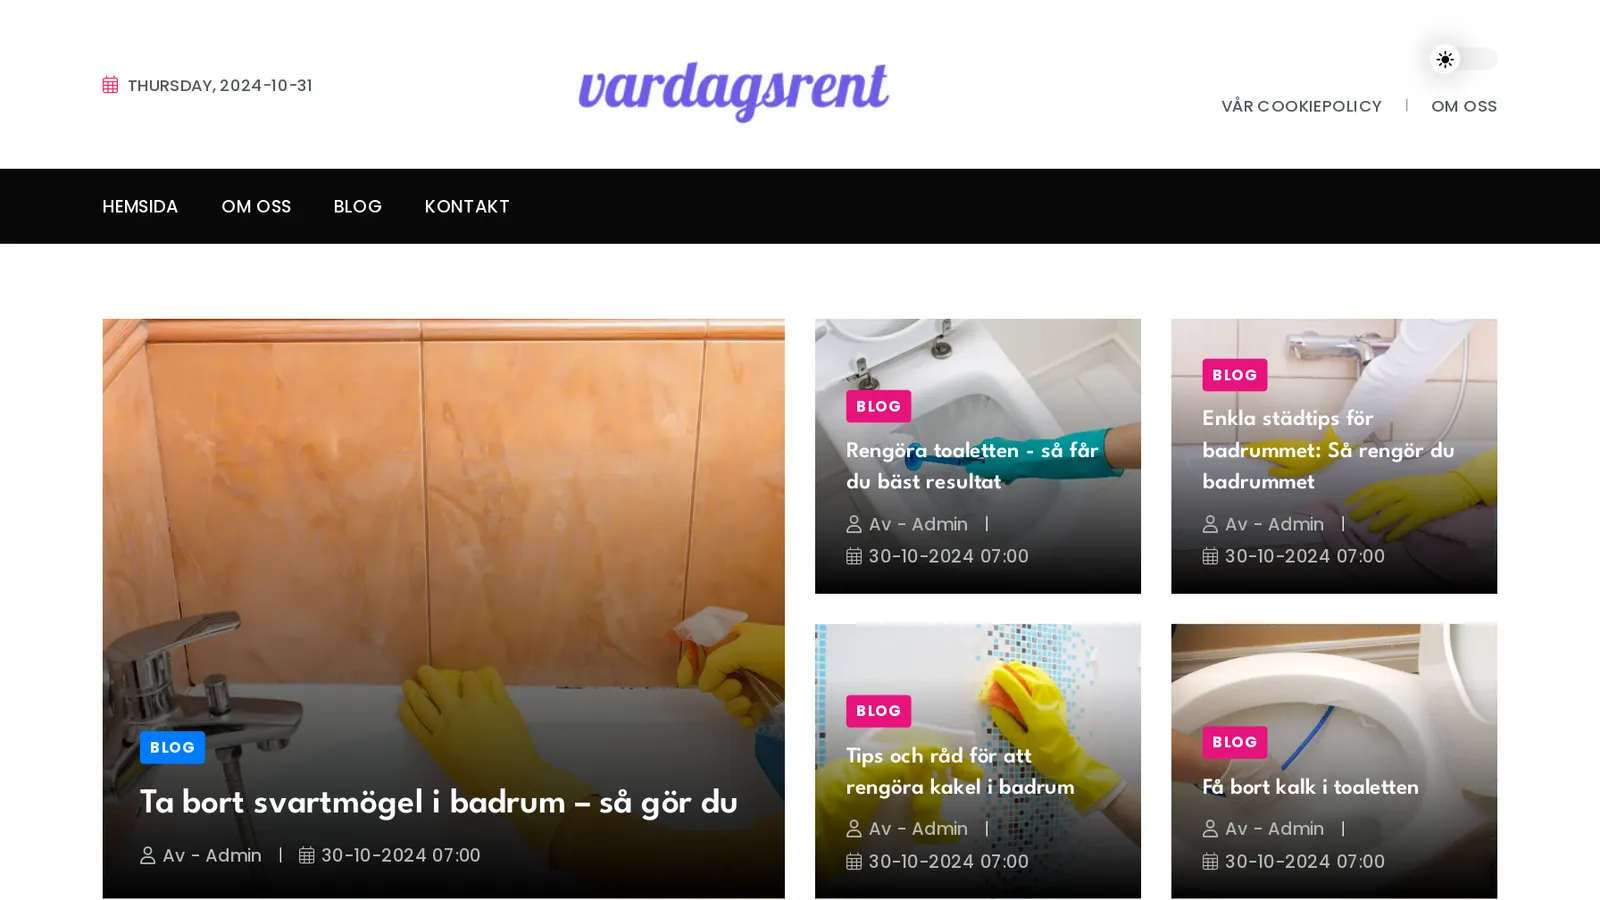 THURSDAY, 2024-10-31
vardagsrent
VÅR COOKIEPOLICY
OM OSS
HEMSIDA
OM OSS
BLOG
KONTAKT
BLOG
Ta bort svartmögel i badrum – så gör du
Av - Admin | 30-10-2024 07:00
BLOG
Rengöra toaletten - så får
du bäst resultat
Av - Admin |
30-10-2024 07:00
BLOG
Enkla städtips för
badrummet: Så rengör du
badrummet
Av - Admin |
30-10-2024 07:00
BLOG
Tips och råd för att
rengöra kakel i badrum
Av - Admin |
30-10-2024 07:00
BLOG
Få bort kalk i toaletten
Av - Admin |
30-10-2024 07:00